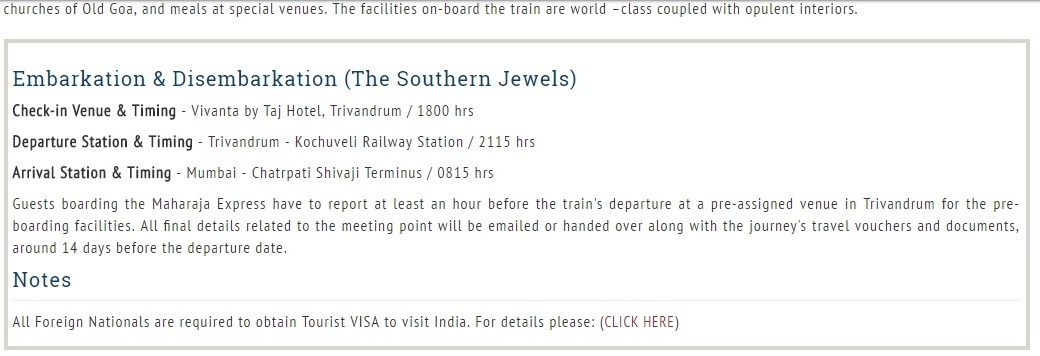 churches of Old Goa, and meals at special venues. The facilities on-board the train are world –class coupled with opulent interiors.
Embarkation & Disembarkation (The Southern Jewels)
Check-in Venue & Timing - Vivanta by Taj Hotel, Trivandrum / 1800 hrs
Departure Station & Timing - Trivandrum - Kochuveli Railway Station / 2115 hrs
Arrival Station & Timing - Mumbai - Chatrpati Shivaji Terminus / 0815 hrs
Guests boarding the Maharaja Express have to report at least an hour before the train's departure at a pre-assigned venue in Trivandrum for the pre-
boarding facilities. All final details related to the meeting point will be emailed or handed over along with the journey's travel vouchers and documents,
around 14 days before the departure date.
Notes
All Foreign Nationals are required to obtain Tourist VISA to visit India. For details please: (CLICK HERE)